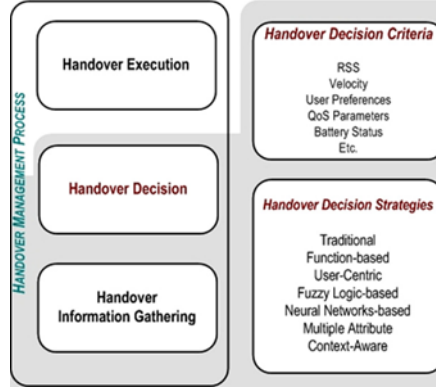 HANDOVER MANAGEMENT PROCESS
Handover Execution
Handover Decision
Handover
Information Gathering
Handover Decision Criteria
RSS
Velocity
User Preferences
QoS Parameters
Battery Status
Etc.
Handover Decision Strategies
Traditional
Function-based
User-Centric
Fuzzy Logic-based
Neural Networks-based
Multiple Attribute
Context-Aware